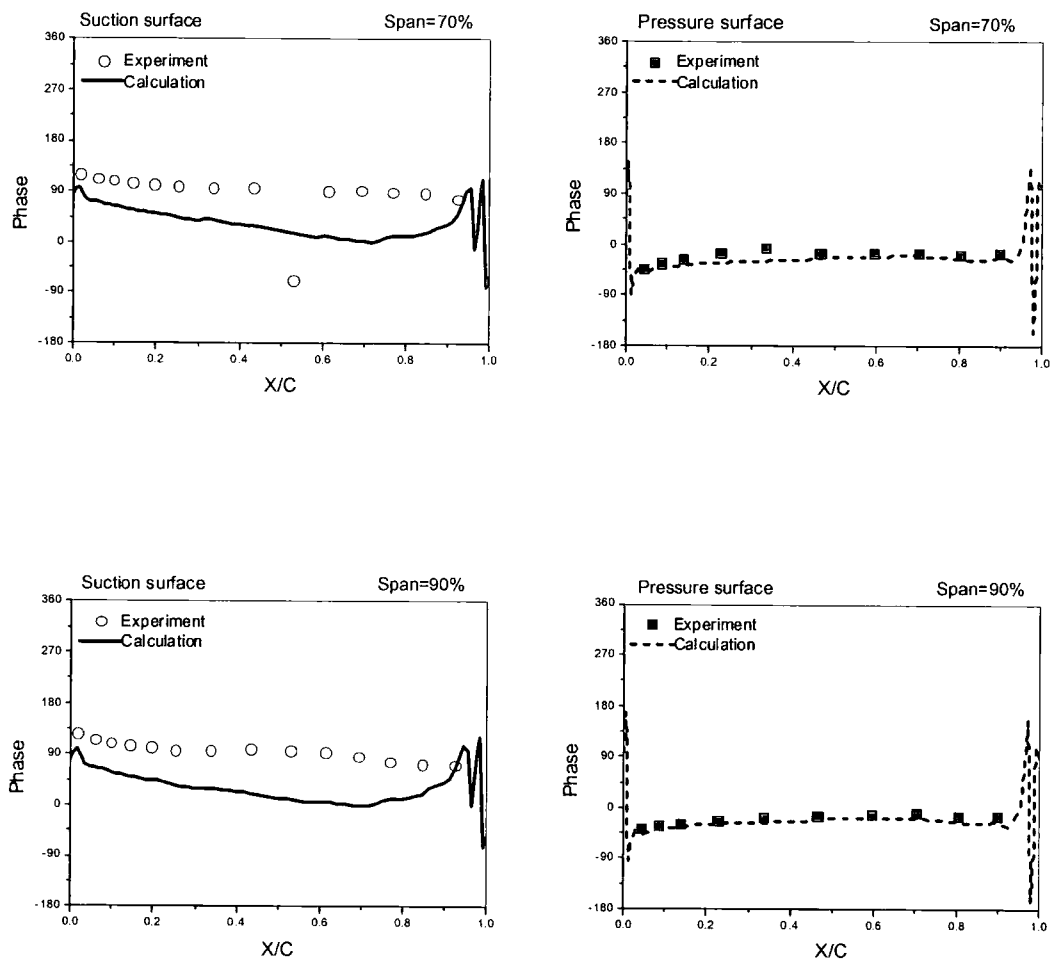 Suction surface Span=70%
360
270
180
90
0
-90
-180
Phase
Experiment
Calculation
0.0 0.2 0.4 0.6 0.8 1.0
X/C
Pressure surface Span=70%
360
270
180
90
0
-90
-180
Phase
Experiment
Calculation
0.0 0.2 0.4 0.6 0.8 1.0
X/C
Suction surface Span=90%
360
270
180
90
0
-90
-180
Phase
Experiment
Calculation
0.0 0.2 0.4 0.6 0.8 1.0
X/C
Pressure surface Span=90%
360
270
180
90
0
-90
-180
Phase
Experiment
Calculation
0.0 0.2 0.4 0.6 0.8 1.0
X/C